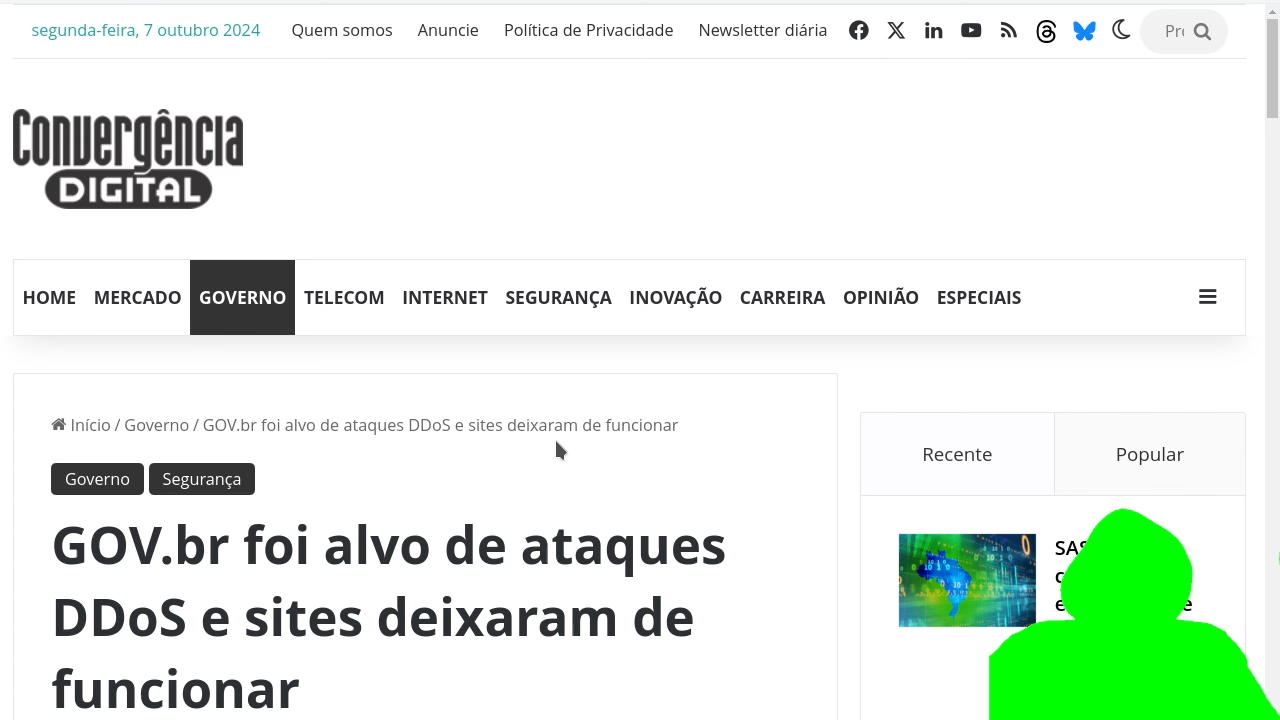 segunda-feira, 7 outubro 2024 Quem somos Anuncie Política de Privacidade Newsletter diária
Convergência
DIGITAL
HOME MERCADO GOVERNO TELECOM INTERNET SEGURANÇA INOVAÇÃO CARREIRA OPINIÃO ESPECIAIS
Início / Governo / GOV.br foi alvo de ataques DDoS e sites deixaram de funcionar
Governo Segurança
GOV.br foi alvo de ataques
DDoS e sites deixaram de
funcionar
Recente Popular